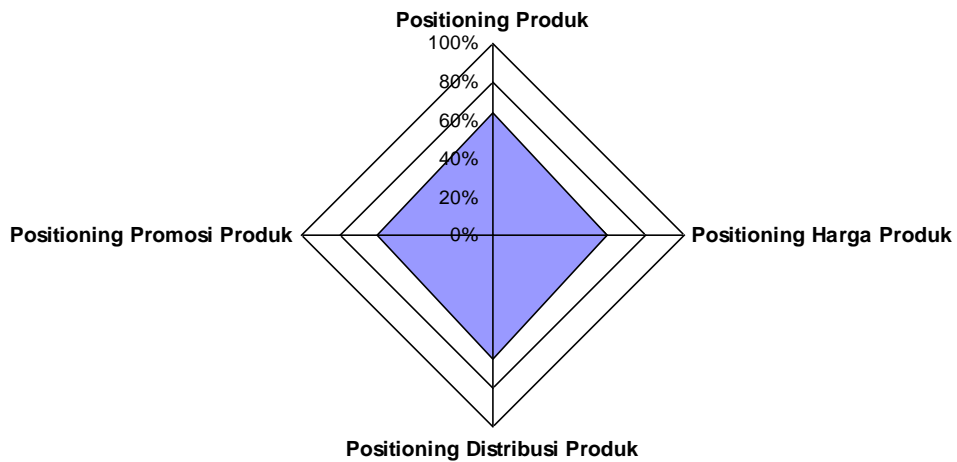 Positioning Produk
100%
80%
60%
40%
20%
Positioning Promosi Produk
0%
Positioning Harga Produk
Positioning Distribusi Produk